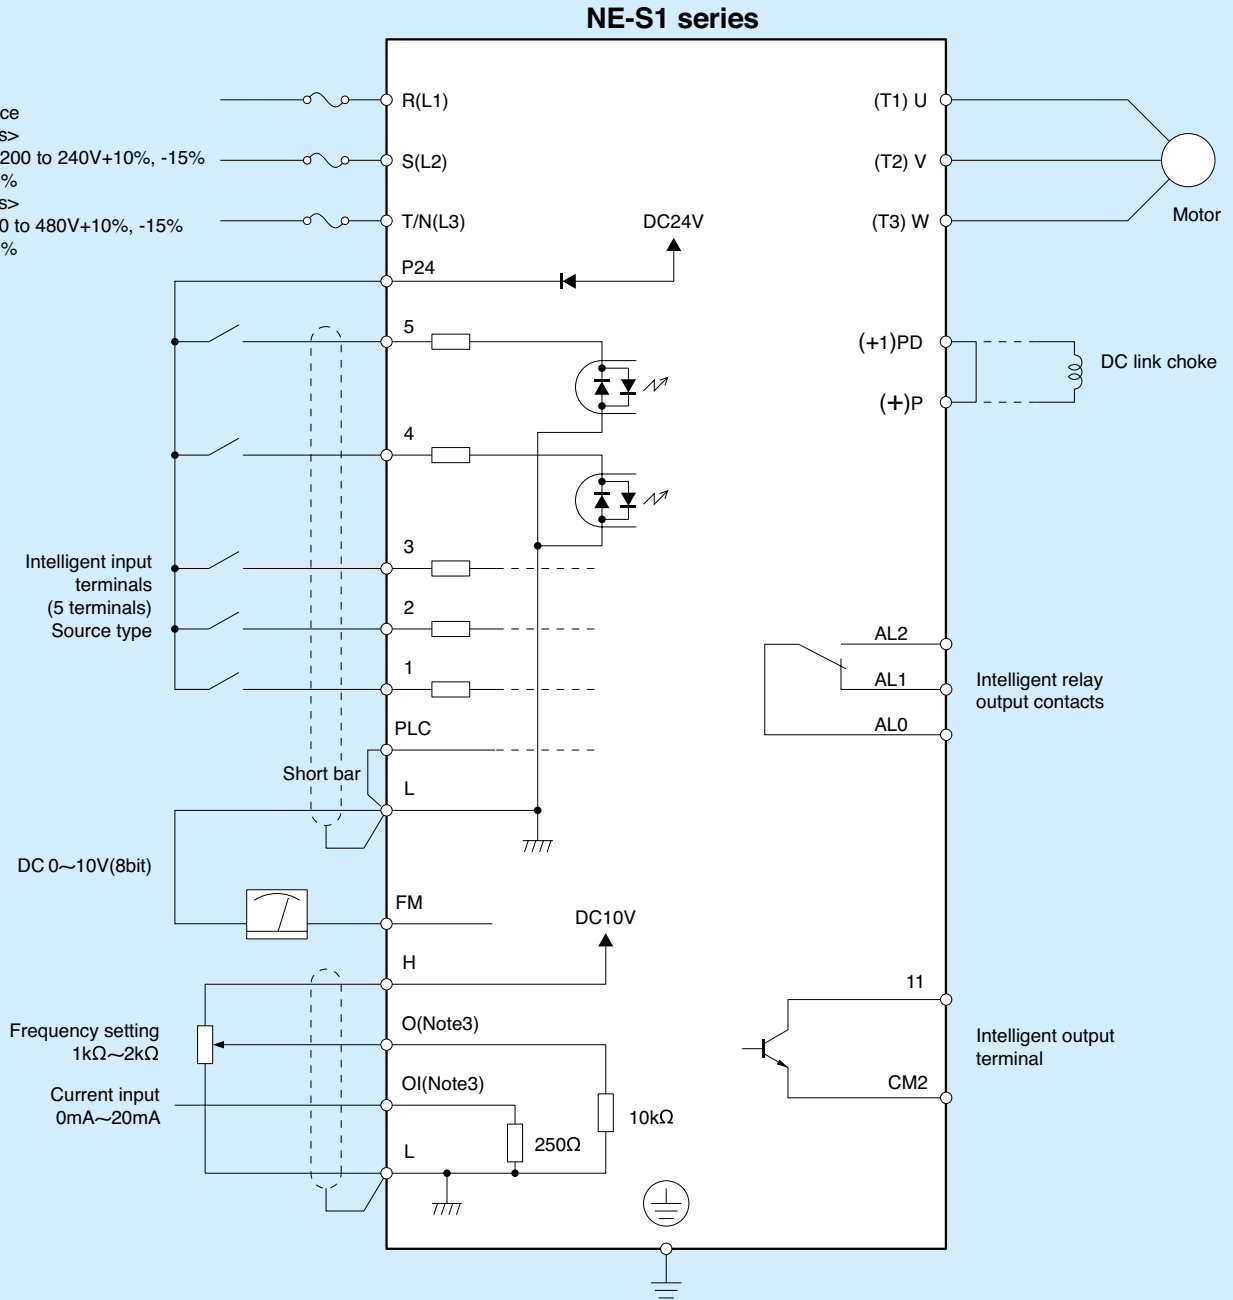 NE-S1 series
ce
s>
200 to 240V+10%, -15%
%
s>
0 to 480V+10%, -15%
%
R(L1)
S(L2)
T/N(L3)
P24
DC24V
(T1) U
(T2) V
(T3) W
Motor
5
4
3
2
1
PLC
L
(+1)PD
(+)P
DC link choke
Intelligent input
terminals
(5 terminals)
Source type
Short bar
AL2
AL1
AL0
Intelligent relay
output contacts
DC 0~10V(8bit)
FM
DC10V
H
O(Note3)
OI(Note3)
L
Frequency setting
1kΩ~2kΩ
Current input
0mA~20mA
250Ω
10kΩ
11
CM2
Intelligent output
terminal